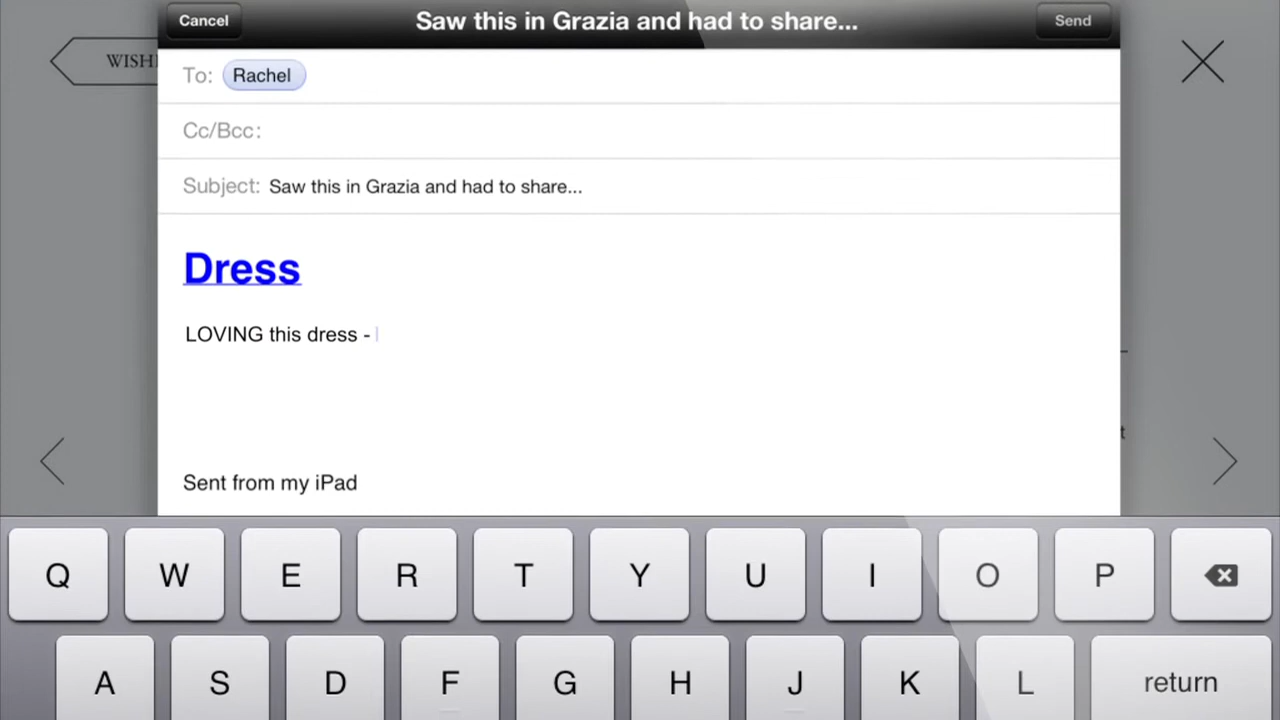 Cancel
Saw this in Grazia and had to share...
Send
WISH
To: Rachel
Cc/Bcc:
Subject: Saw this in Grazia and had to share...
Dress
LOVING this dress -
t
Sent from my iPad
Q W E R T Y U I O P
A S D F G H J K L return